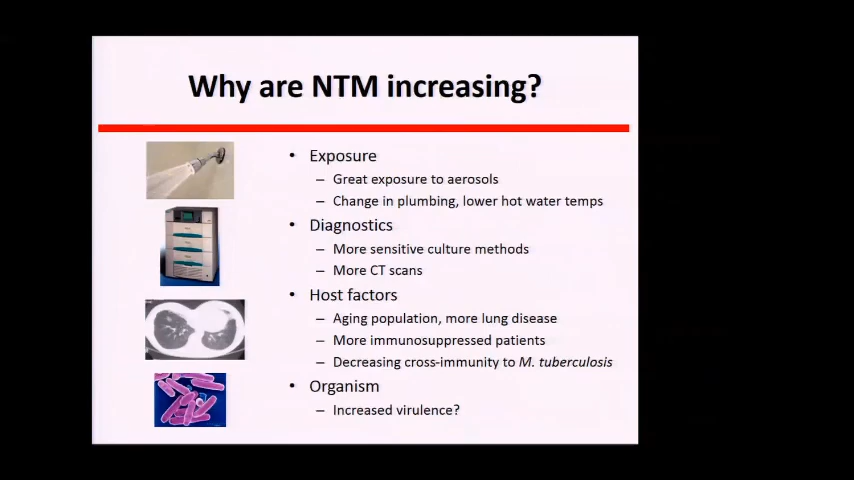 Why are NTM increasing?
• Exposure
– Great exposure to aerosols
– Change in plumbing, lower hot water temps
• Diagnostics
– More sensitive culture methods
– More CT scans
• Host factors
– Aging population, more lung disease
– More immunosuppressed patients
– Decreasing cross-immunity to M. tuberculosis
• Organism
– Increased virulence?